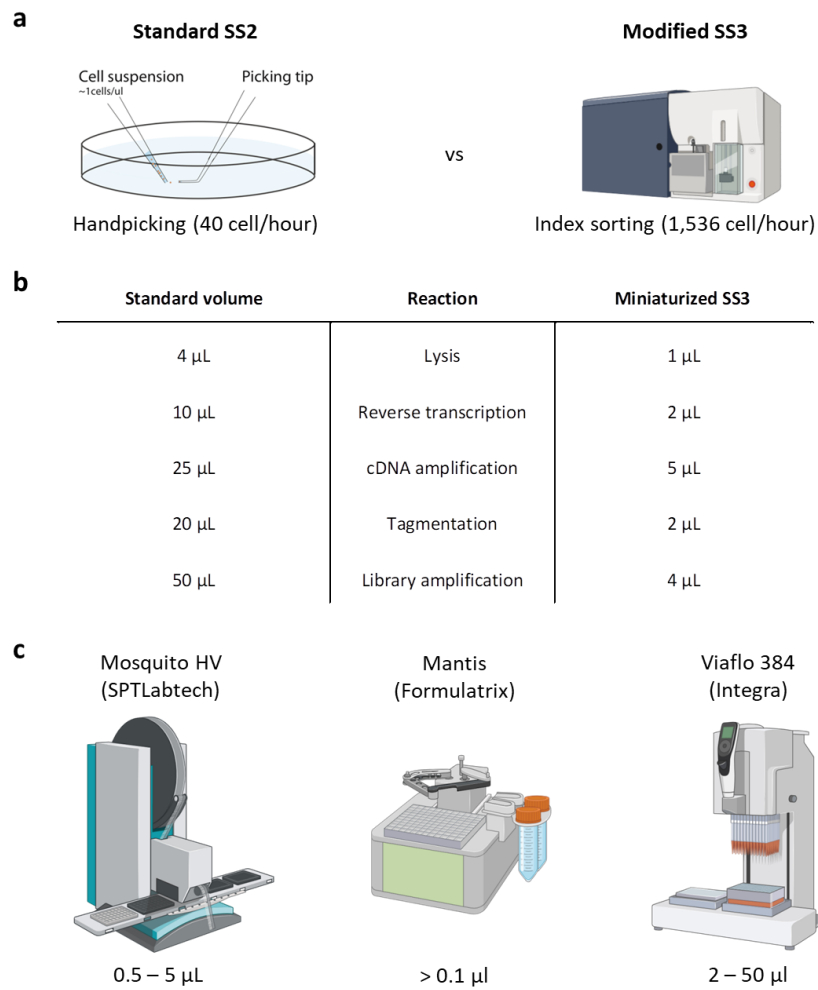 a
Standard SS2
Modified SS3
Cell suspension
~1cells/ul
Picking tip
vs
Handpicking (40 cell/hour)
Index sorting (1,536 cell/hour)
b
Standard volume Reaction Miniaturized SS3
4 µL Lysis 1 µL
10 µL Reverse transcription 2 µL
25 µL cDNA amplification 5 µL
20 µL Tagmentation 2 µL
50 µL Library amplification 4 µL
c
Mosquito HV
(SPTLabtech)
Mantis
(Formulatrix)
Viaflo 384
(Integra)
0.5 – 5 µL
> 0.1 µl
2 – 50 µl